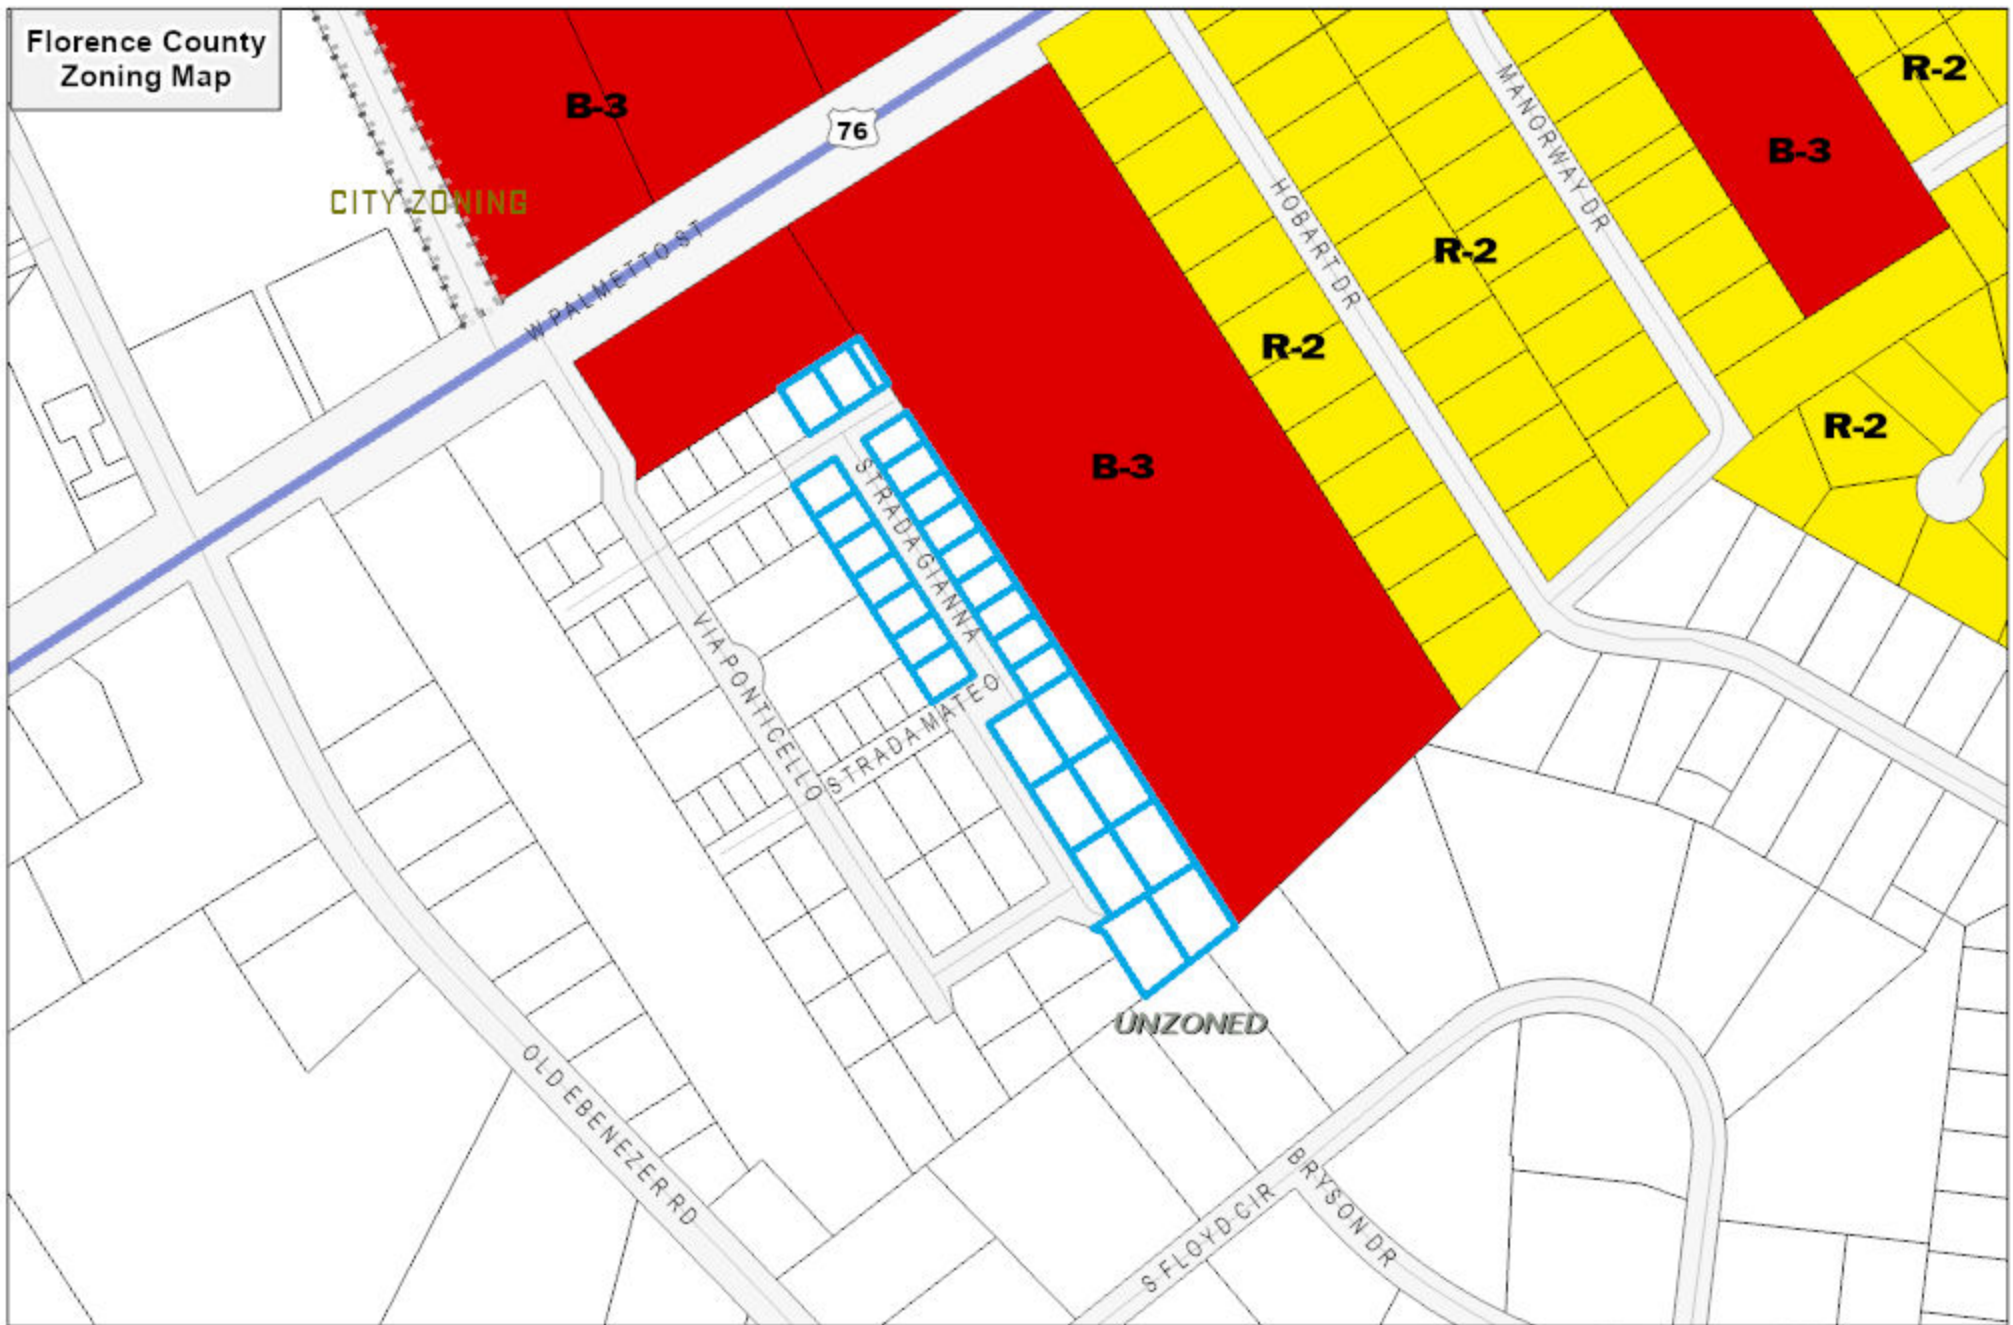 Florence County
Zoning Map
B-3
76
R-2
MANORWAY DR
B-3
CITY ZONING
HOBART DR
W PALMETTO ST
R-2
R-2
R-2
B-3
STRADA GIANNA
VIA PONTICELLO
STRADA MATEO
UNZONED
OLD EBENEZER RD
BRYSON DR
S FLOYD CIR